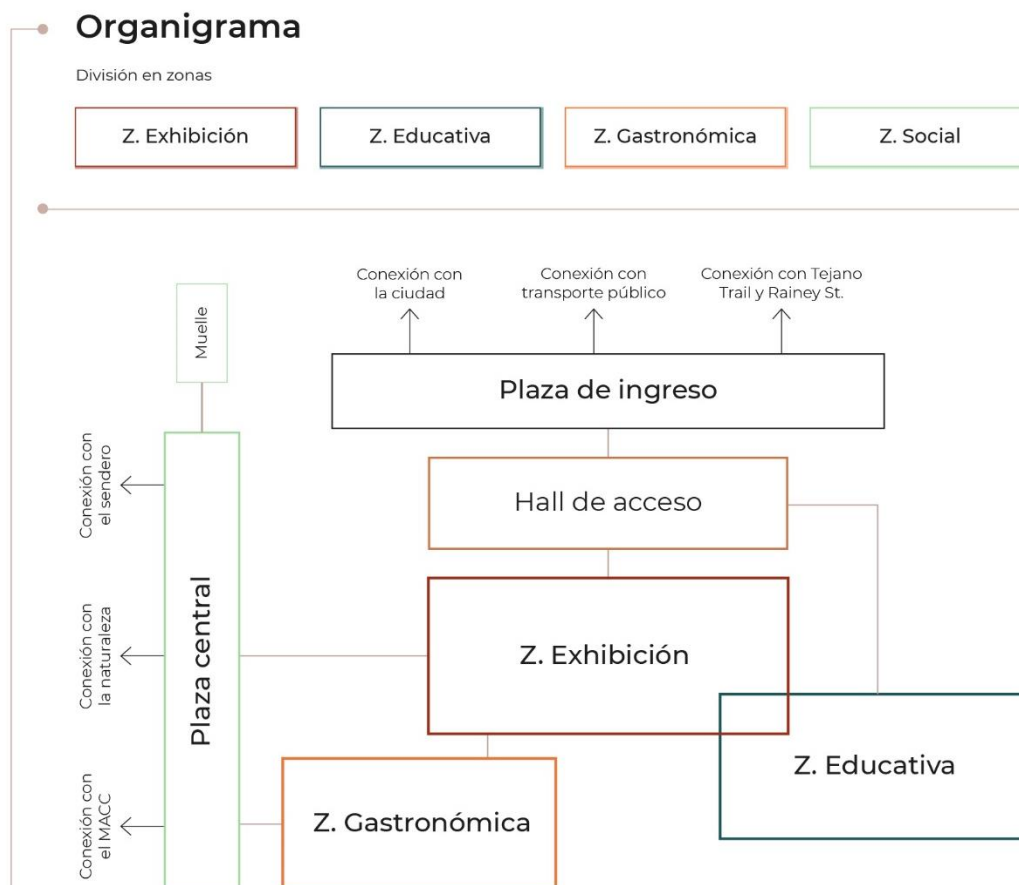 Organigrama
División en zonas
Z. Exhibición
Z. Educativa
Z. Gastronómica
Z. Social
Conexión con
la ciudad
Conexión con
transporte público
Conexión con Tejano
Trail y Rainey St.
Muelle
Plaza de ingreso
Conexión con
el sendero
Hall de acceso
Plaza central
Conexión con
la naturaleza
Z. Exhibición
Z. Educativa
Conexión con
el MACC
Z. Gastronómica